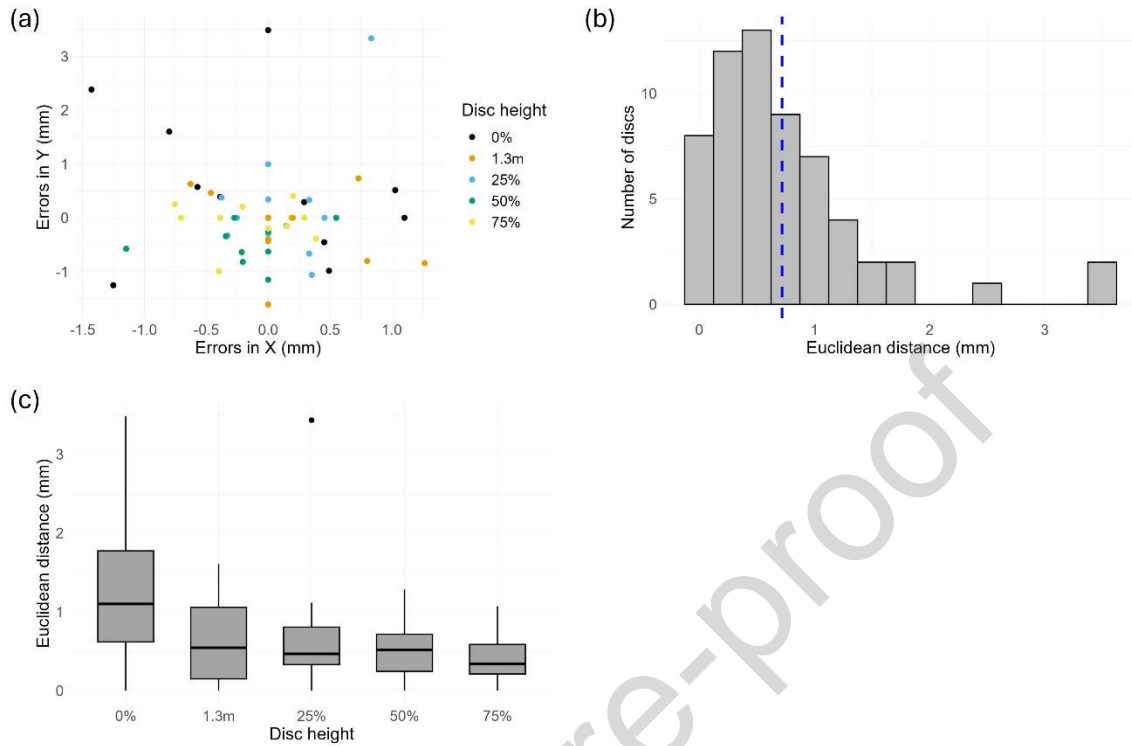 (a)
3
2
1
0
-1
Errors in Y (mm)
-1.5 -1.0 -0.5 0.0 0.5 1.0
Errors in X (mm)
Disc height
0%
1.3m
25%
50%
75%
(b)
10
5
0
Number of discs
0 1 2 3
Euclidean distance (mm)
(c)
3
2
1
0
Euclidean distance (mm)
0% 1.3m 25% 50% 75%
Disc height
re-proof